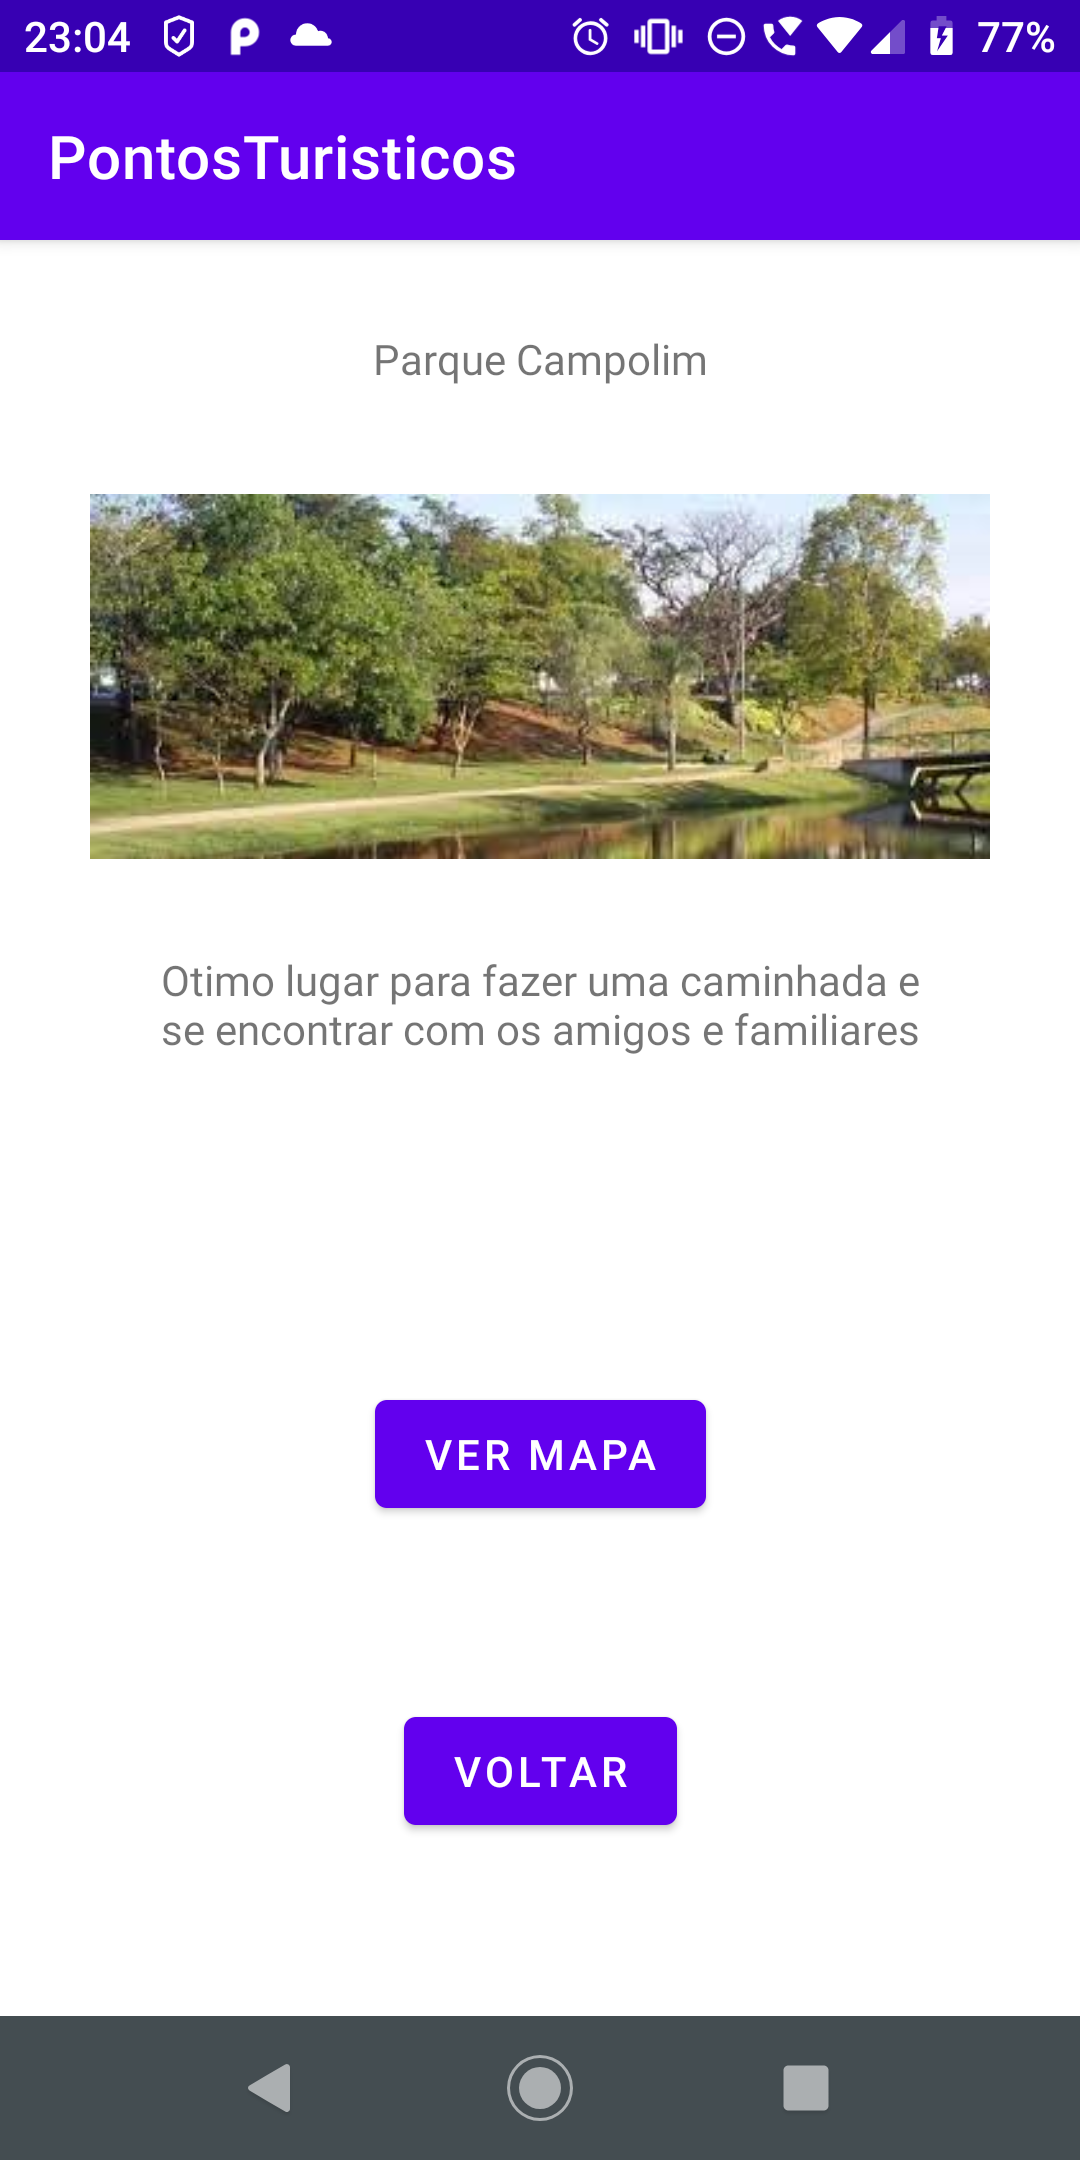 23:04 77%
PontosTuristicos
Parque Campolim
Otimo lugar para fazer uma caminhada e
se encontrar com os amigos e familiares
VER MAPA
VOLTAR